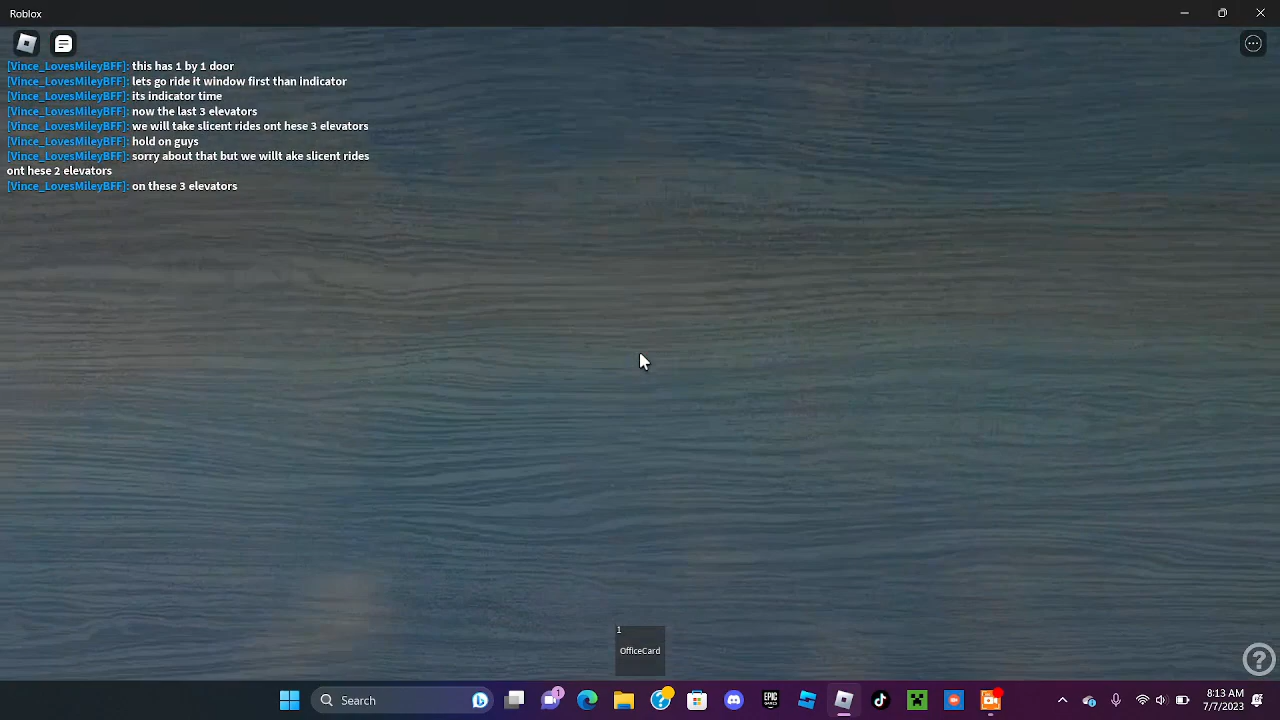 Roblox
[Vince_LovesMileyBFF]: this has 1 by 1 door
[Vince_LovesMileyBFF]: lets go ride it window first than indicator
[Vince_LovesMileyBFF]: its indicator time
[Vince_LovesMileyBFF]: now the last 3 elevators
[Vince_LovesMileyBFF]: we will take slicent rides ont hese 3 elevators
[Vince_LovesMileyBFF]: hold on guys
[Vince_LovesMileyBFF]: sorry about that but we willt ake slicent rides
ont hese 2 elevators
[Vince_LovesMileyBFF]: on these 3 elevators
1
OfficeCard
Search
1
EPIC
GAMES
8:13 AM
7/7/2023